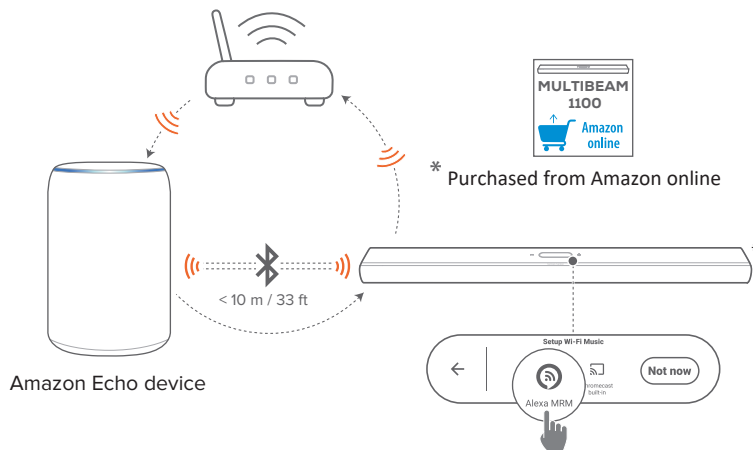 MULTIBEAM
1100
Amazon
online
* Purchased from Amazon online
< 10 m / 33 ft
Amazon Echo device
Setup Wi-Fi Music
Alexa MRM
built-in
Not now